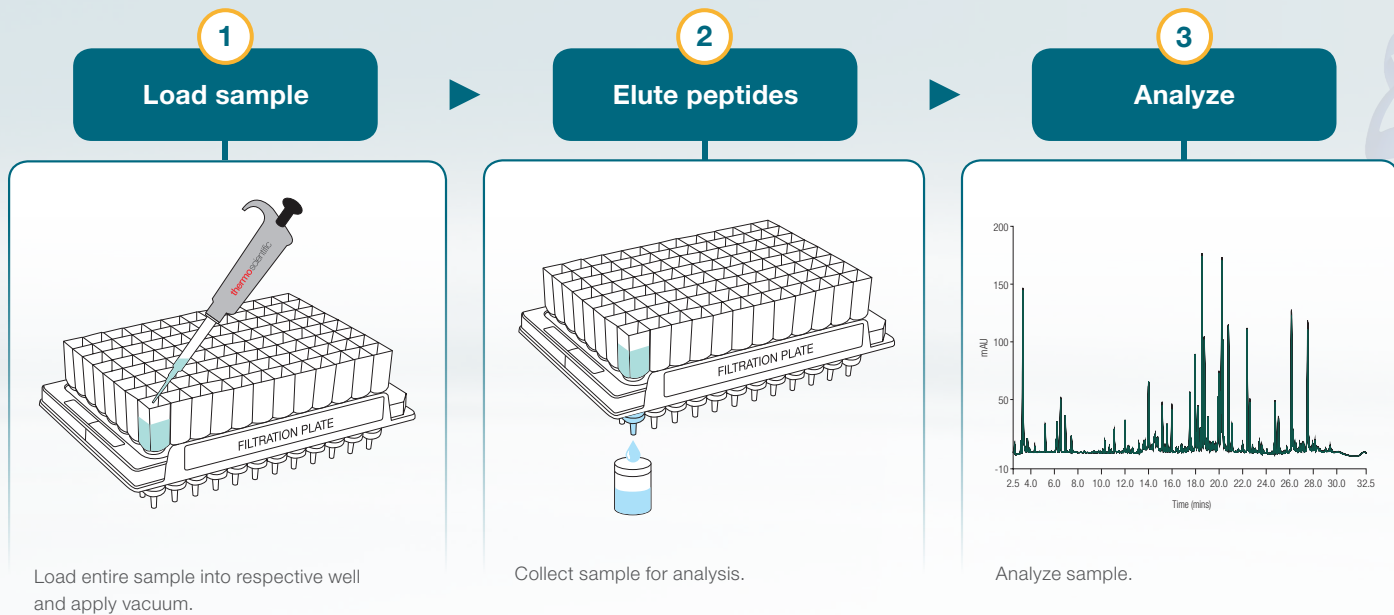 1
Load sample
2
Elute peptides
3
Analyze
thermoscientific
FILTRATION PLATE
Load entire sample into respective well
and apply vacuum.
FILTRATION PLATE
Collect sample for analysis.
200
150
100
50
-10
mAU
2.5 4.0 6.0 8.0 10.0 12.0 14.0 16.0 18.0 20.0 22.0 24.0 26.0 28.0 30.0 32.5
Time (mins)
Analyze sample.